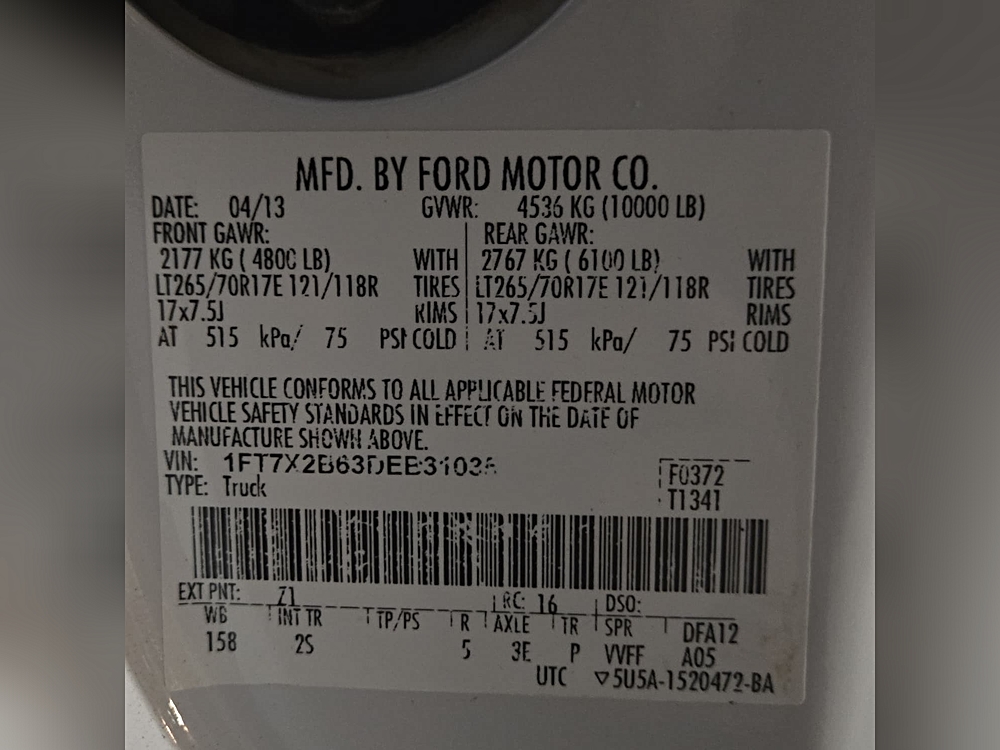 MFD. BY FORD MOTOR CO.
DATE: 04/13 GVWR: 4536 KG (10000 LB)
FRONT GAWR: REAR GAWR:
2177 KG ( 4800 LB) WITH 2767 KG ( 6100 LB) WITH
LT265/70R17E 121/118R TIRES LT265/70R17E 121/118R TIRES
17x7.5J RIMS 17x7.5J RIMS
AT 515 kPa/ 75 PSI COLD AT 515 kPa/ 75 PSI COLD
THIS VEHICLE CONFORMS TO ALL APPLICABLE FEDERAL MOTOR
VEHICLE SAFETY STANDARDS IN EFFECT ON THE DATE OF
MANUFACTURE SHOWN ABOVE.
VIN:
F0372
TYPE: Truck
T1341
EXT PNT: Z1 RC: 16 DSO:
WB INT TR TP/PS R AXLE TR SPR DFA12
158 2S 5 3E P VVFF A05
UTC ▽5U5A-1520472-BA